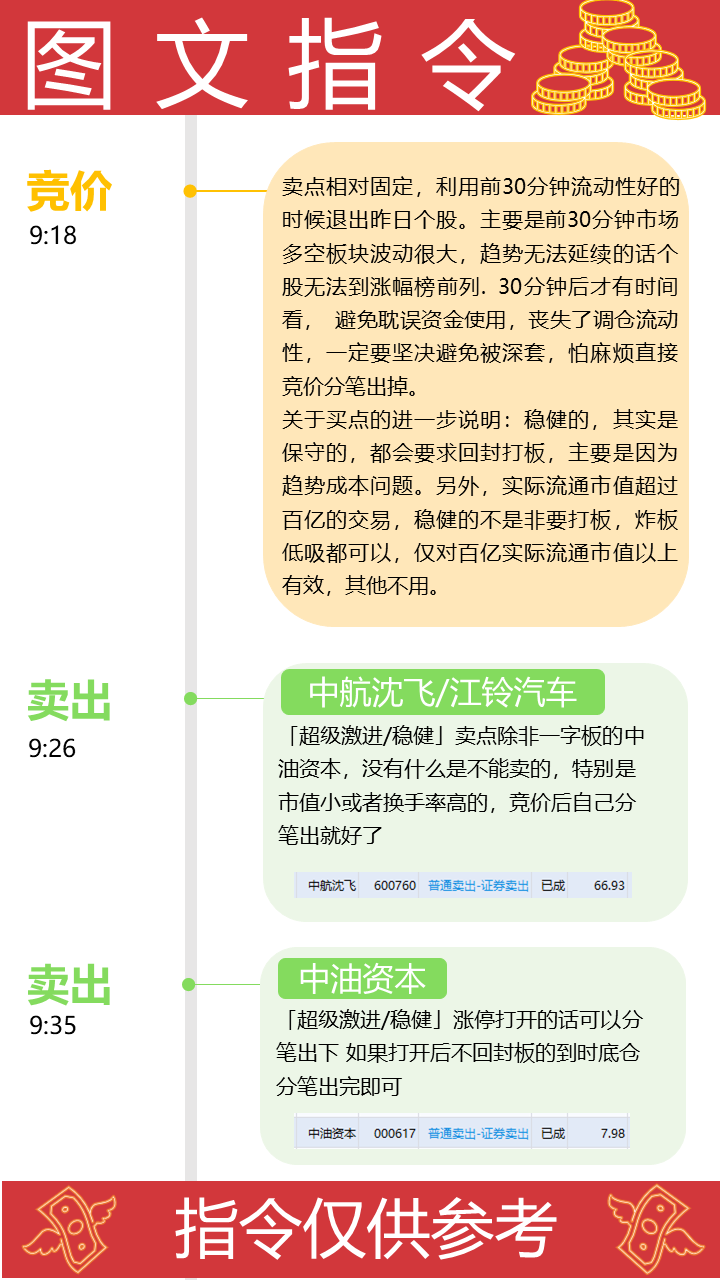 图文指令
竞价
9:18
卖点相对固定，利用前30分钟流动性好的
时候退出昨日个股。主要是前30分钟市场
多空板块波动很大，趋势无法延续的话个
股无法到涨幅榜前列. 30分钟后才有时间
看， 避免耽误资金使用，丧失了调仓流动
性，一定要坚决避免被深套，怕麻烦直接
竞价分笔出掉。
关于买点的进一步说明：稳健的，其实是
保守的，都会要求回封打板，主要是因为
趋势成本问题。另外，实际流通市值超过
百亿的交易，稳健的不是非要打板，炸板
低吸都可以，仅对百亿实际流通市值以上
有效，其他不用。
卖出
9:26
中航沈飞/江铃汽车
「超级激进/稳健」卖点除非一字板的中
油资本，没有什么是不能卖的，特别是
市值小或者换手率高的，竞价后自己分
笔出就好了
中航沈飞 600760 普通卖出-证券卖出 已成 66.93
卖出
9:35
中油资本
「超级激进/稳健」涨停打开的话可以分
笔出下 如果打开后不回封板的到时底仓
分笔出完即可
中油资本 000617 普通卖出-证券卖出 已成 7.98
指令仅供参考